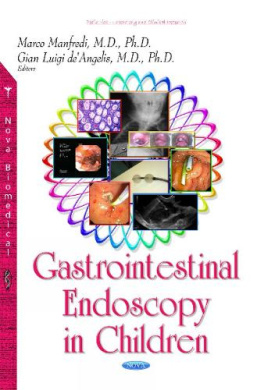 Marco Manfredi, M.D., Ph.D.
Gian Luigi de'Angelis, M.D., Ph.D.
Editors
Nova Biomedical
Gastrointestinal
Endoscopy
in Children
NOVA